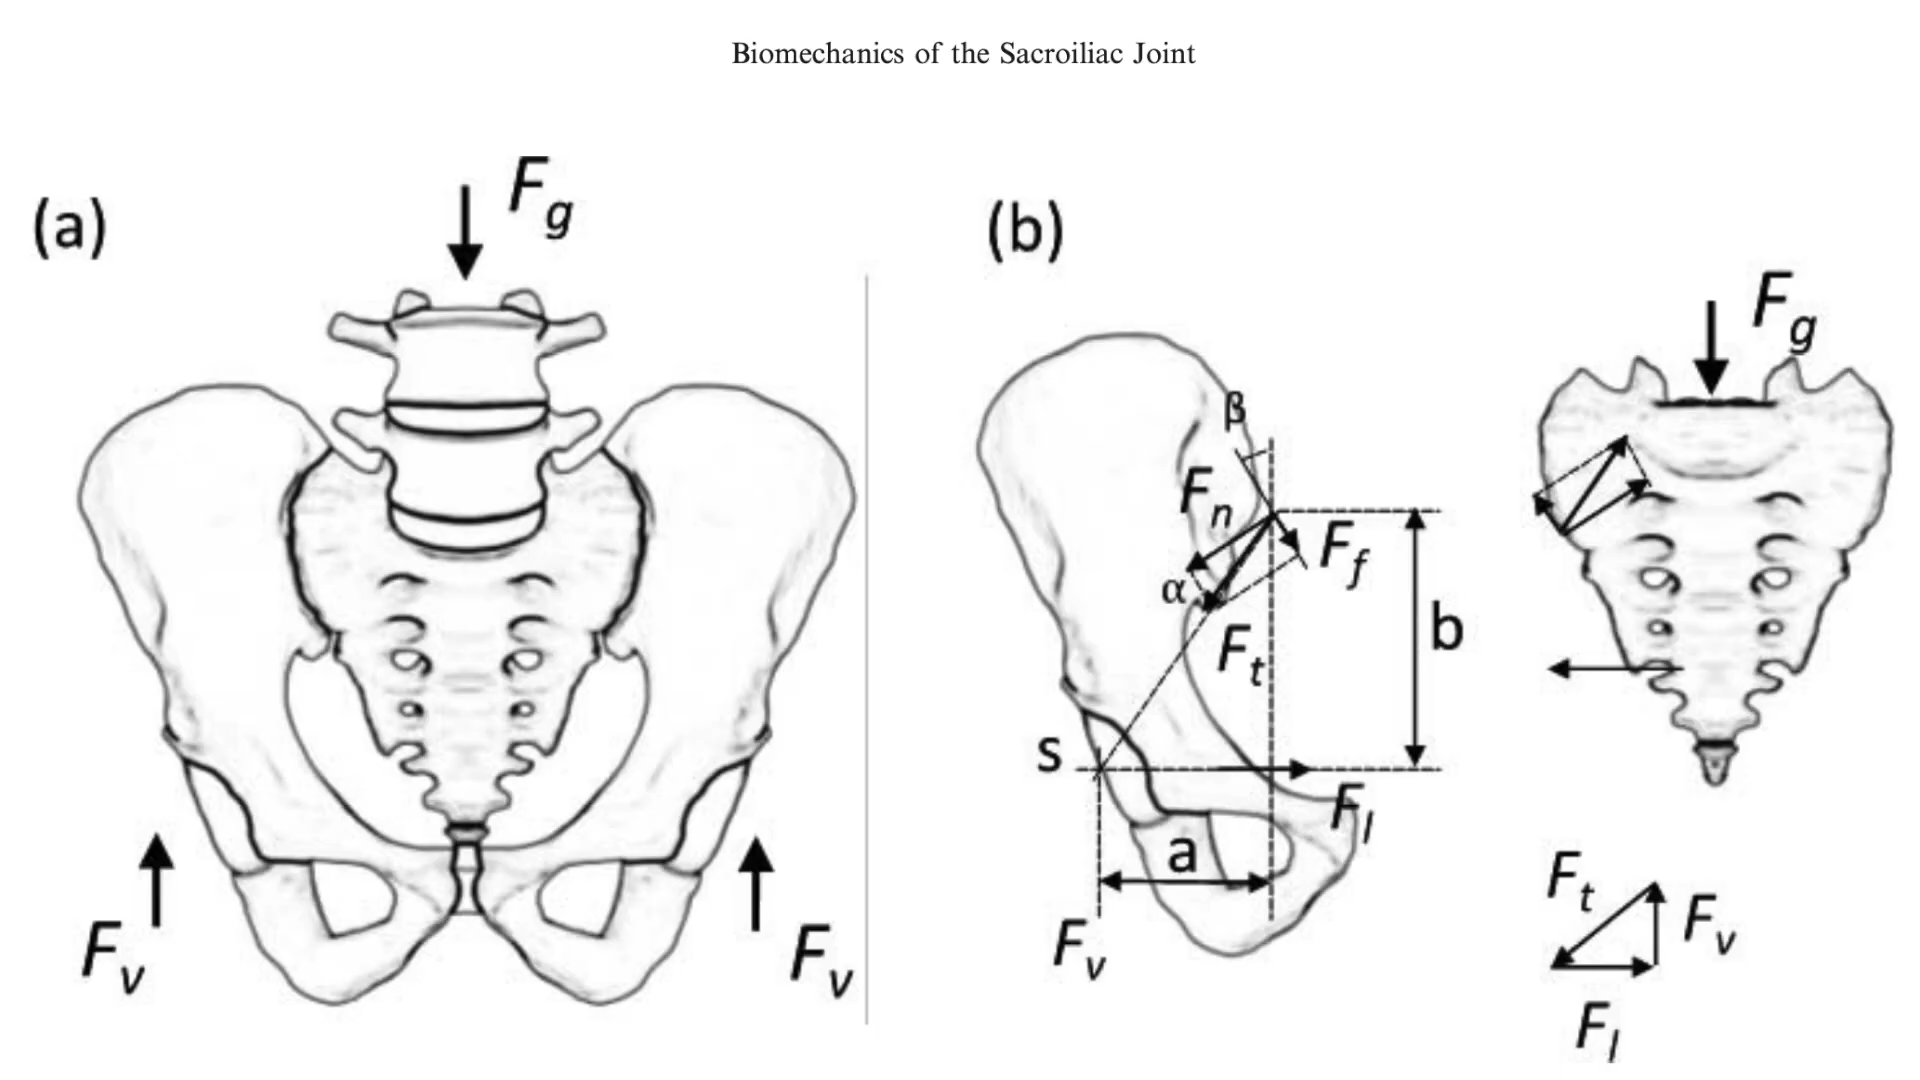 Biomechanics of the Sacroiliac Joint
(a)
Fg
Fv
Fv
(b)
β
Fn
Ff
α
Ft
b
s
Fl
a
Fv
Fg
Ft
Fv
Fl